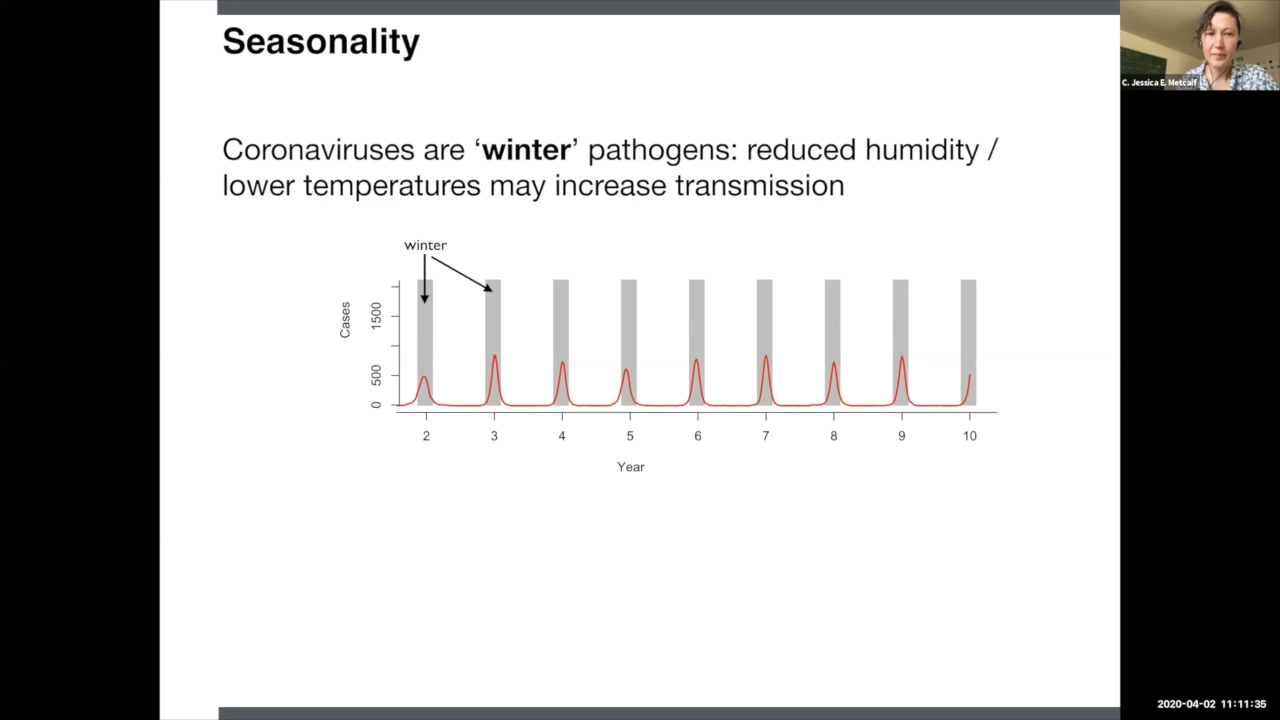 Seasonality
C. Jessica E. Metcalf
Coronaviruses are ‘winter’ pathogens: reduced humidity /
lower temperatures may increase transmission
winter
Cases
1500
500
0
2 3 4 5 6 7 8 9 10
Year
2020-04-02 11:11:35